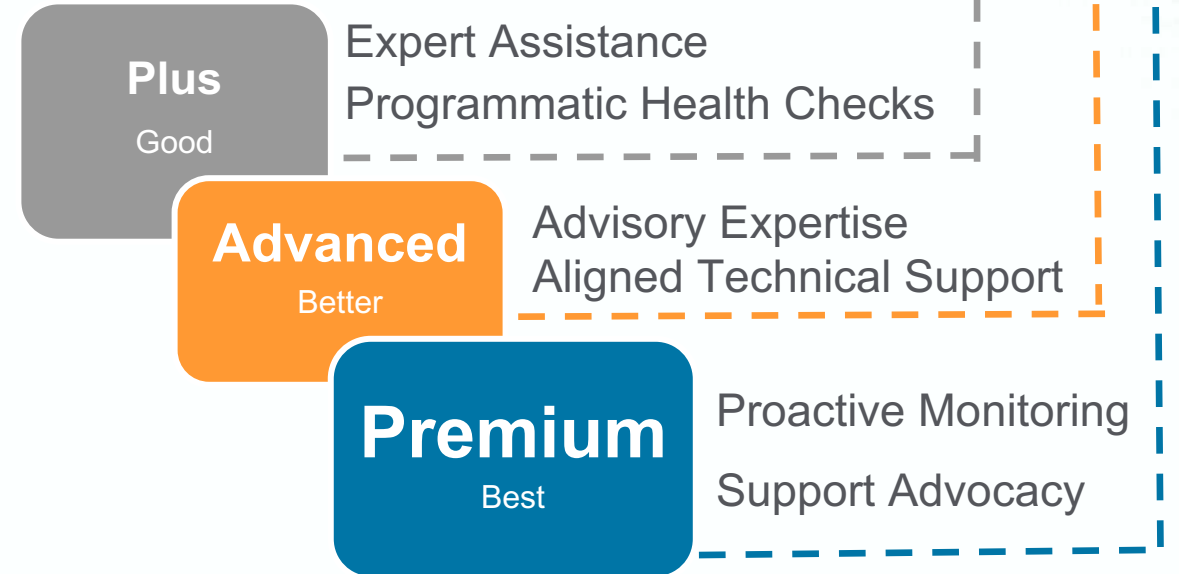 Plus
Good
Expert Assistance
Programmatic Health Checks
Advanced
Better
Advisory Expertise
Aligned Technical Support
Premium
Best
Proactive Monitoring
Support Advocacy